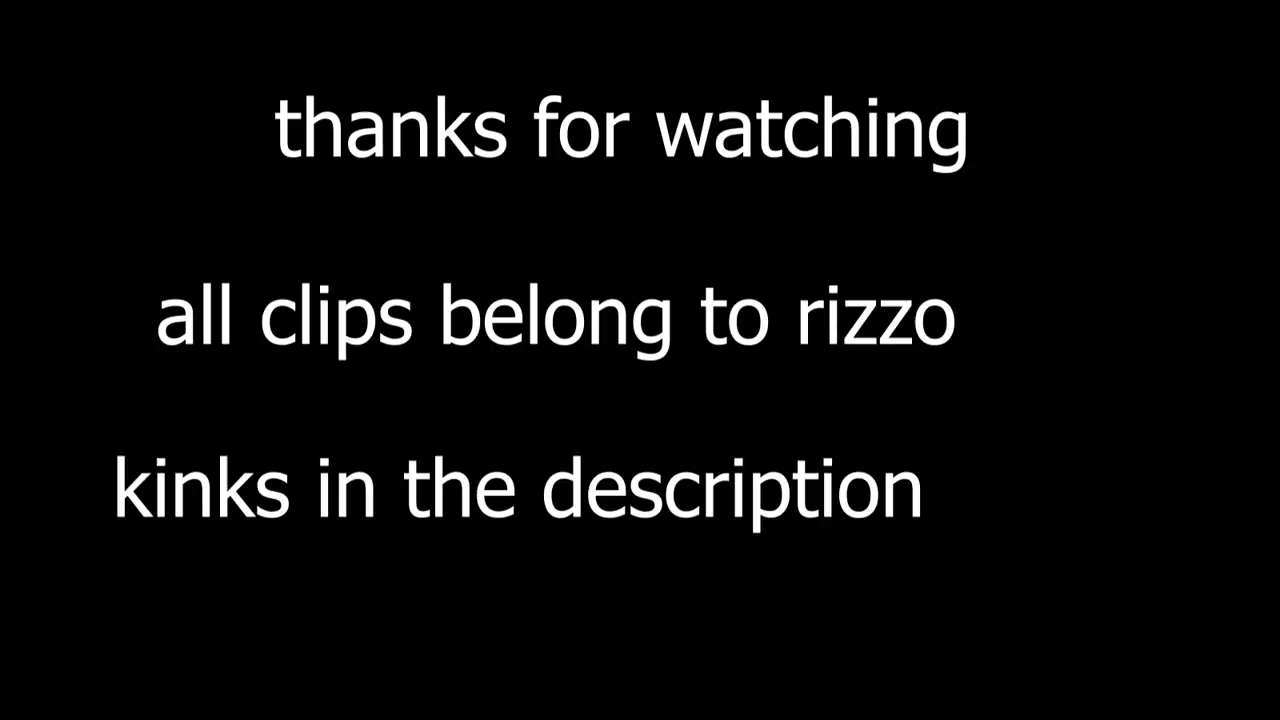 thanks for watching
all clips belong to rizzo
kinks in the description